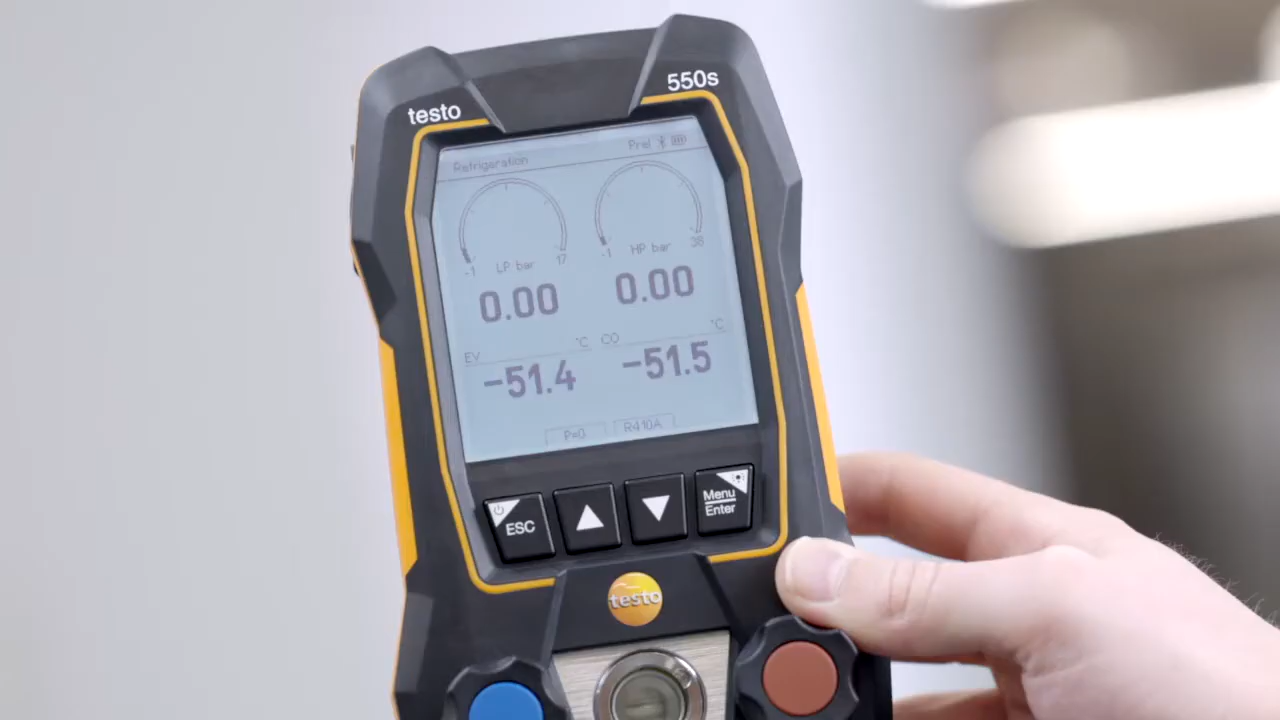 testo
550s
Refrigeration
Prel
-1
LP bar
17
-1
HP bar
38
0.00
0.00
EV
°C
CO
°C
-51.4
-51.5
P=0
R410A
ESC
Menu
Enter
testo